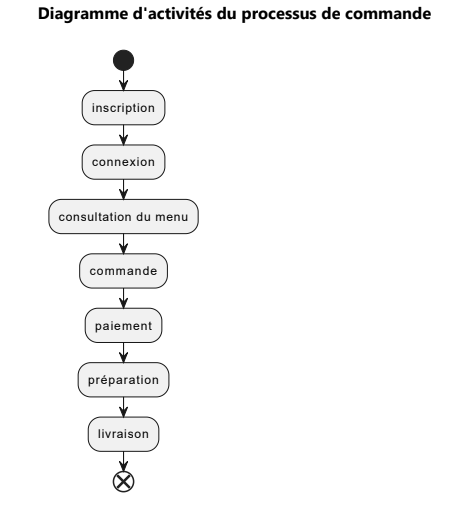 Diagramme d'activités du processus de commande
inscription
connexion
consultation du menu
commande
paiement
préparation
livraison